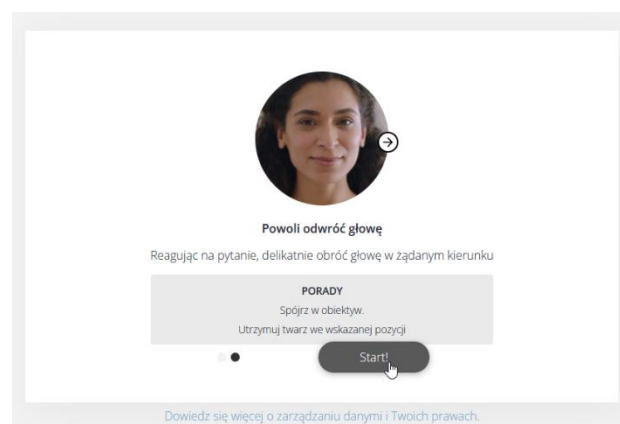 Powoli odwróć głowę
Reagując na pytanie, delikatnie obróć głowę w żądanym kierunku
PORADY
Spójrz w obiektyw.
Utrzymuj twarz we wskazanej pozycji
Start!
Dowiedz się więcej o zarządzaniu danymi i Twoich prawach.